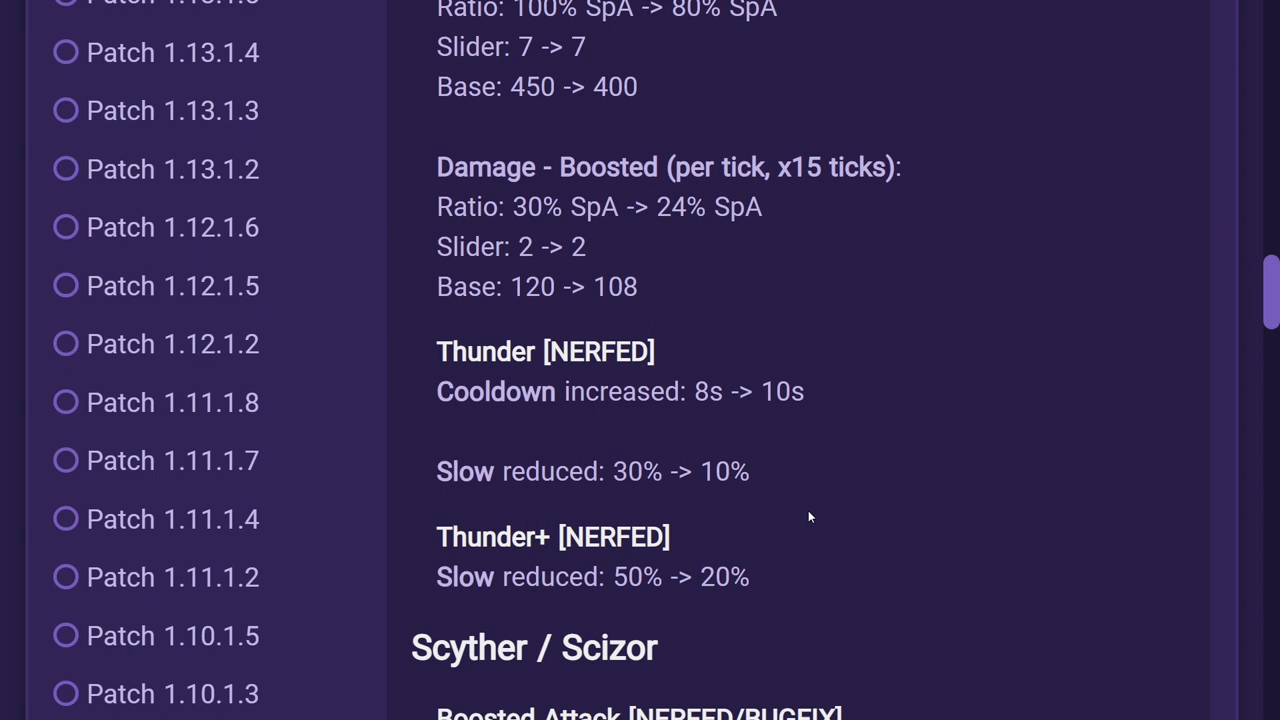 Patch 1.13.1.4
Patch 1.13.1.3
Patch 1.13.1.2
Patch 1.12.1.6
Patch 1.12.1.5
Patch 1.12.1.2
Patch 1.11.1.8
Patch 1.11.1.7
Patch 1.11.1.4
Patch 1.11.1.2
Patch 1.10.1.5
Patch 1.10.1.3
Ratio: 100% SpA -> 80% SpA
Slider: 7 -> 7
Base: 450 -> 400
Damage - Boosted (per tick, x15 ticks):
Ratio: 30% SpA -> 24% SpA
Slider: 2 -> 2
Base: 120 -> 108
Thunder [NERFED]
Cooldown increased: 8s -> 10s
Slow reduced: 30% -> 10%
Thunder+ [NERFED]
Slow reduced: 50% -> 20%
Scyther / Scizor
Boosted Attack [NERFED/BUGFIX]